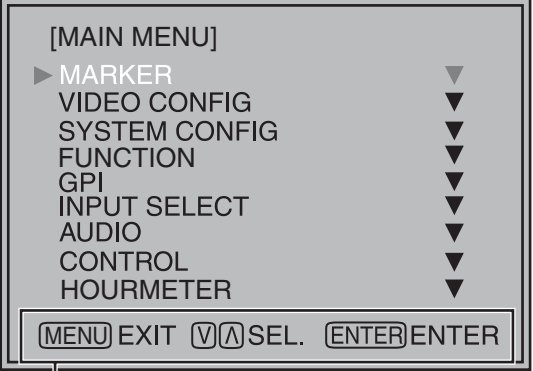 [MAIN MENU]
▶ MARKER ▼
VIDEO CONFIG ▼
SYSTEM CONFIG ▼
FUNCTION ▼
GPI ▼
INPUT SELECT ▼
AUDIO ▼
CONTROL ▼
HOURMETER ▼
MENU EXIT V Λ SEL. ENTER ENTER